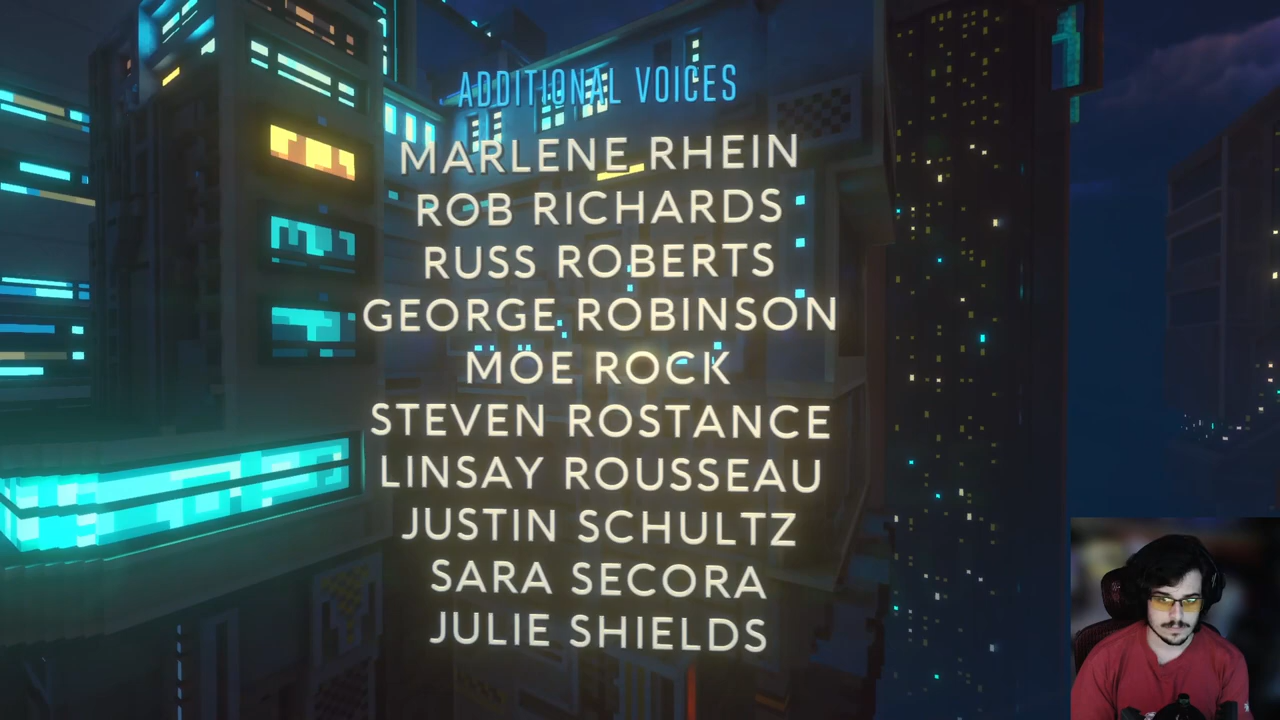 ADDITIONAL VOICES
MARLENE RHEIN
ROB RICHARDS
RUSS ROBERTS
GEORGE ROBINSON
MOE ROCK
STEVEN ROSTANCE
LINSAY ROUSSEAU
JUSTIN SCHULTZ
SARA SECORA
JULIE SHIELDS